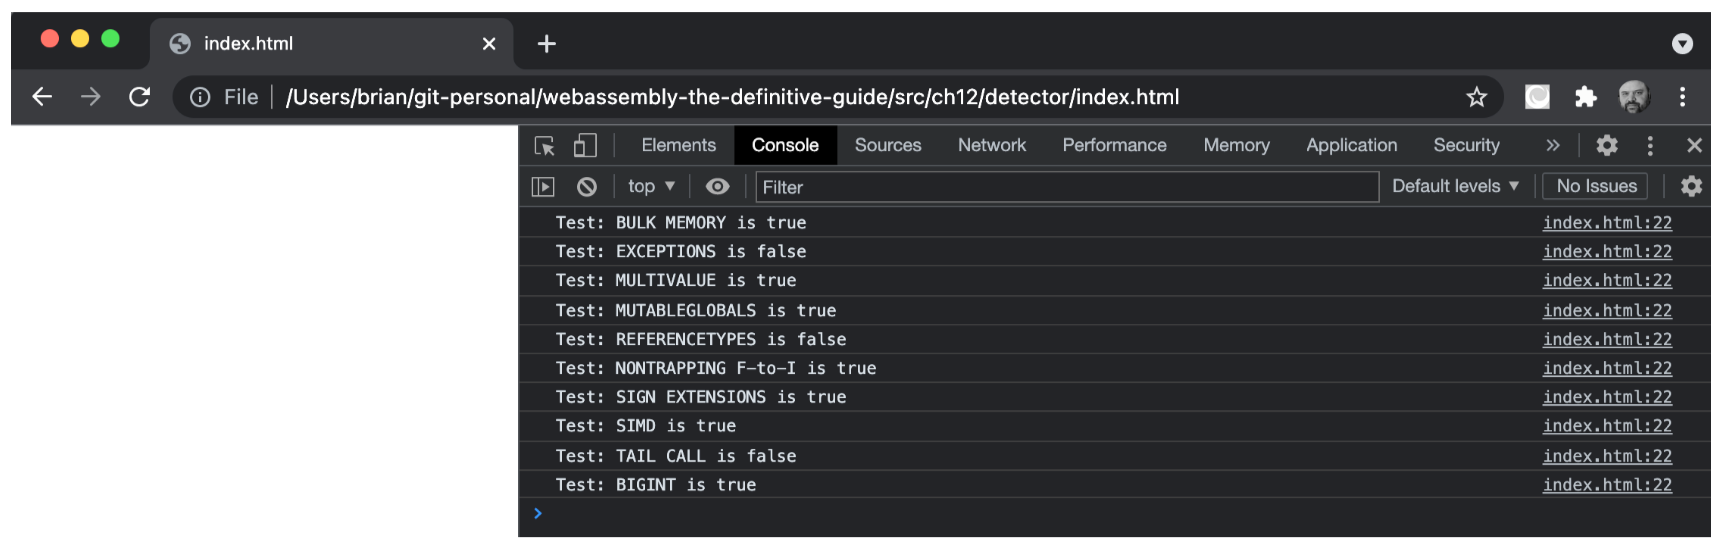 index.html
File /Users/brian/git-personal/webassembly-the-definitive-guide/src/ch12/detector/index.html
Elements Console Sources Network Performance Memory Application Security
top Filter Default levels No Issues
Test: BULK MEMORY is true index.html:22
Test: EXCEPTIONS is false index.html:22
Test: MULTIVALUE is true index.html:22
Test: MUTABLEGLOBALS is true index.html:22
Test: REFERENCETYPES is false index.html:22
Test: NONTRAPPING F-to-I is true index.html:22
Test: SIGN EXTENSIONS is true index.html:22
Test: SIMD is true index.html:22
Test: TAIL CALL is false index.html:22
Test: BIGINT is true index.html:22